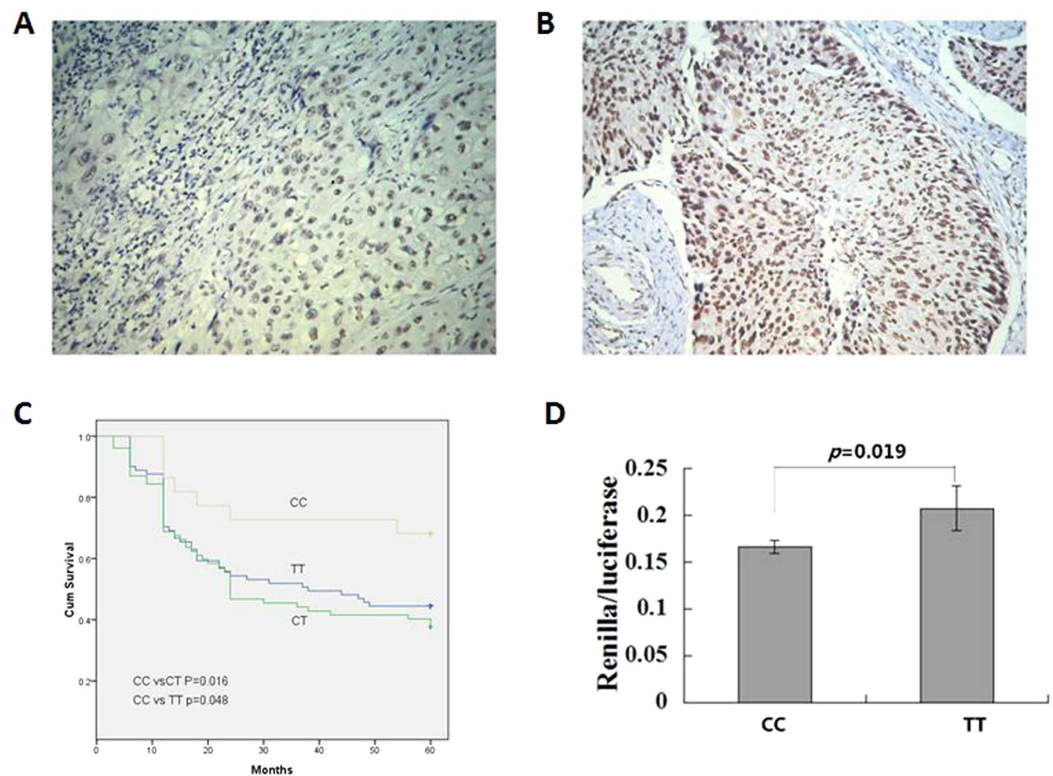 A
B
C
1.0
0.8
0.6
0.4
0.2
Cum Survival
CC
TT
CT
CC vsCT P=0.016
CC vs TT p=0.048
0
10
20
30
40
50
60
Months
D
p=0.019
0.25
0.2
0.15
0.1
0.05
0
Renilla/luciferase
CC
TT